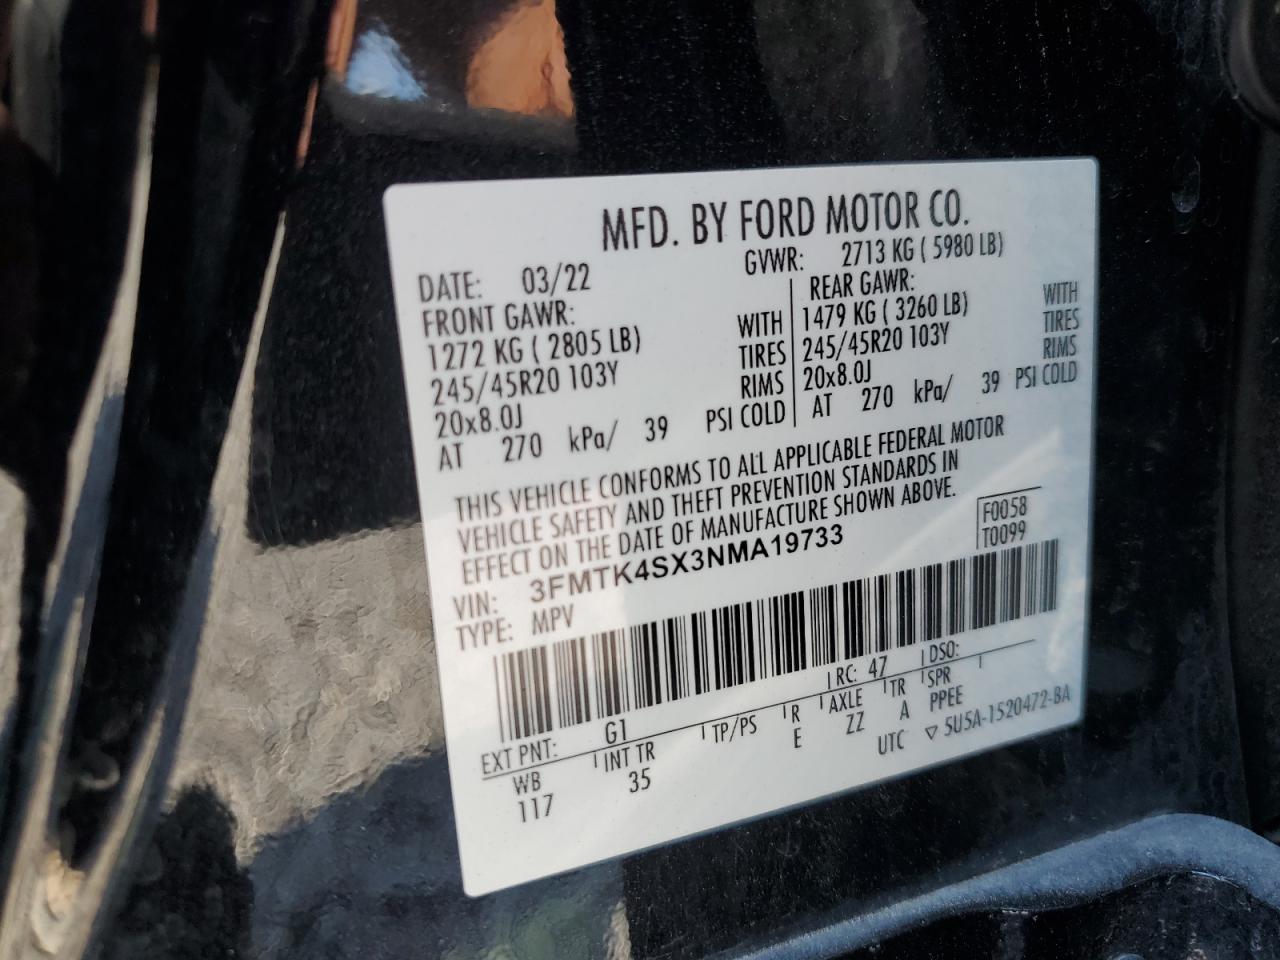 MFD. BY FORD MOTOR CO.
DATE: 03/22 GVWR: 2713 KG ( 5980 LB)
FRONT GAWR: REAR GAWR:
1272 KG ( 2805 LB) WITH 1479 KG ( 3260 LB) WITH
245/45R20 103Y TIRES 245/45R20 103Y TIRES
20x8.0J RIMS 20x8.0J RIMS
AT 270 kPa/ 39 PSI COLD AT 270 kPa/ 39 PSI COLD
THIS VEHICLE CONFORMS TO ALL APPLICABLE FEDERAL MOTOR
VEHICLE SAFETY AND THEFT PREVENTION STANDARDS IN
EFFECT ON THE DATE OF MANUFACTURE SHOWN ABOVE.
F0058
T0099
VIN: 3FMTK4SX3NMA19733
TYPE: MPV
EXT PNT: G1 RC: 47 DSO:
WB INT TR TP/PS R AXLE TR SPR
117 35 E ZZ A PPEE
UTC ▽ 5U5A-1520472-BA